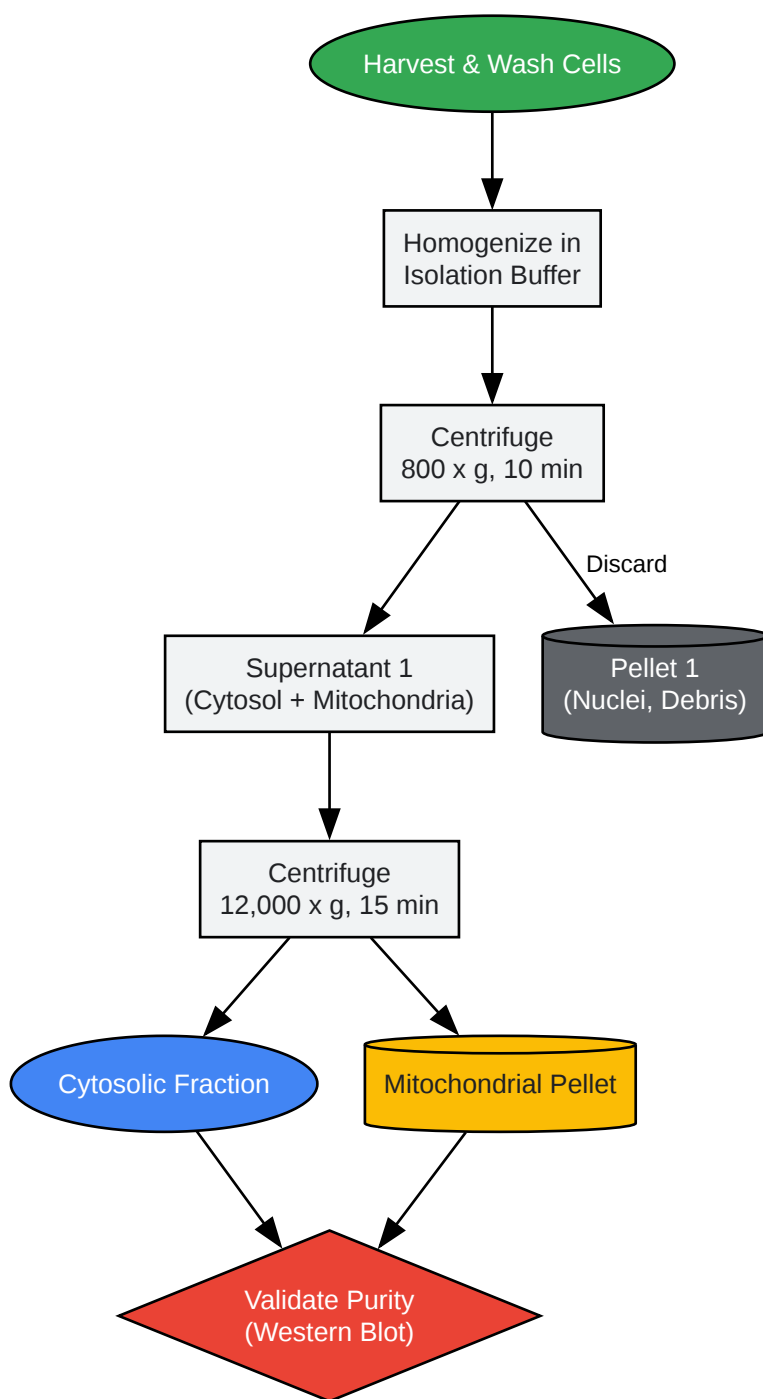 Harvest & Wash Cells
Homogenize in
Isolation Buffer
Centrifuge
800 x g, 10 min
Discard
Supernatant 1
(Cytosol + Mitochondria)
Pellet 1
(Nuclei, Debris)
Centrifuge
12,000 x g, 15 min
Cytosolic Fraction
Mitochondrial Pellet
Validate Purity
(Western Blot)